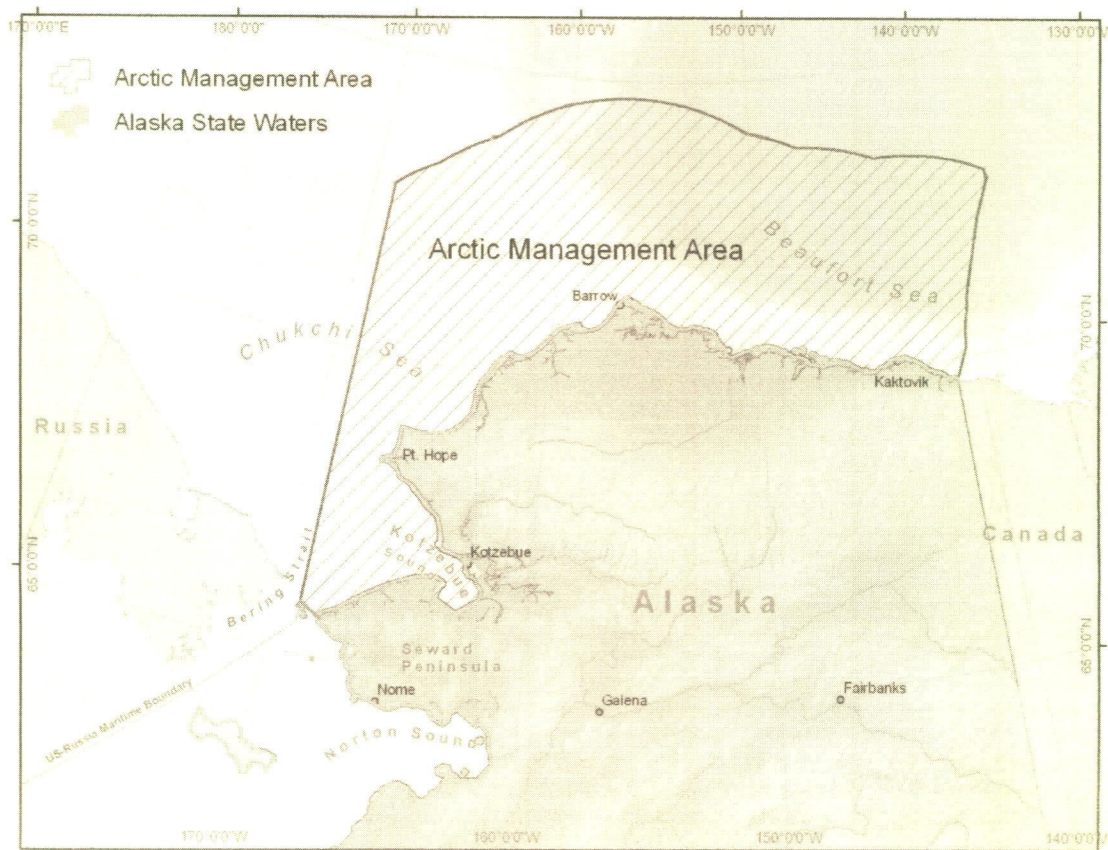 170°0'0"E
180°0'0"
170°0'0"W
160°0'0"W
150°0'0"W
140°0'0"W
130°0'0"W
Arctic Management Area
Alaska State Waters
70°0'0"N
Arctic Management Area
Beaufort Sea
Barrow
Chukchi Sea
70°0'0"N
Kaktovik
Russia
Pt. Hope
Canada
Kotzebue
Sound
Kotzebue
65°0'0"N
Bering Strait
Alaska
Seward
Peninsula
65°0'0"N
Nome
Galena
Fairbanks
US-Russia Maritime Boundary
Norton Sound
170°0'0"W
160°0'0"W
150°0'0"W
140°0'0"W